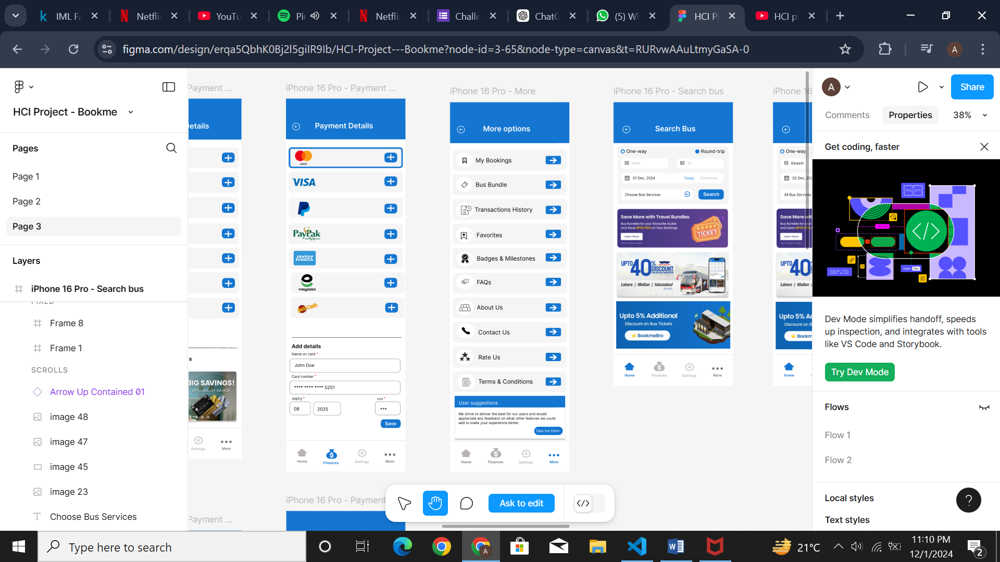 IML Fa
Netfli
YouTu
Pi
Netfli
Challe
ChatG
(5) W
HCI P
HCI p
figma.com/design/erqa5QbhK0Bj2l5giIR9Ib/HCI-Project---Bookme?node-id=3-65&node-type=canvas&t=RURvwAAuLtmyGaSA-0
A
HCI Project - Bookme
Pages
Page 1
Page 2
Page 3
Layers
iPhone 16 Pro - Search bus
FIXED
Frame 8
Frame 1
SCROLLS
Arrow Up Contained 01
image 48
image 47
image 45
image 23
Choose Bus Services
Payment ...
etails
s
BIG SAVINGS!
UP TO 40% OFF VIA MCB
Settings
More
Payment ...
iPhone 16 Pro - Payment ...
Payment Details
debit
VISA
PayPak
AMEX
easypaisa
JazzCash
Add details
Name on card *
John Doe
Card number *
**** **** **** 5251
expiry *
cvv *
08
2025
***
Save
Home
Finances
Settings
More
iPhone 16 Pro - Payment
iPhone 16 Pro - More
More options
My Bookings
Bus Bundle
Transactions History
Favorites
Badges & Milestones
FAQs
About Us
Contact Us
Rate Us
Terms & Conditions
User suggestions
We strive to deliver the best for our users and would
appreciate any feedback on what other features we could
add to make your experience better
Take me there
Home
Finances
Settings
More
iPhone 16 Pro - Search bus
Search Bus
One-way
Round-trip
From
To
01 Dec, 2024
Today
Tomorrow
Choose Bus Services
Search
Save More with Travel Bundles
Buy Bundles for your favourite routes
and Save UPTO 70% on Your Bookings
Learn More
TICKET
UPTO 40% DISCOUNT
ON ROAD MASTER
Lahore | Multan | Islamabad
Upto 5% Additional
Discount on Bus Tickets
BookmeBro
Home
Finances
Settings
More
iPhone 16
One-way
Karachi
02 Dec, 202
All Bus Services
Save More wit
Buy Bundles for your fav
and Save UPTO 70% o
Learn More
UPTO 40
Lahore | Multan
Upto 5% Ad
Discount on
Bookm
Home
Ask to edit
A
Share
Comments
Properties
38%
Get coding, faster
Dev Mode simplifies handoff, speeds
up inspection, and integrates with tools
like VS Code and Storybook.
Try Dev Mode
Flows
Flow 1
Flow 2
Local styles
Text styles
?
Type here to search
21°C
11:10 PM
12/1/2024
2